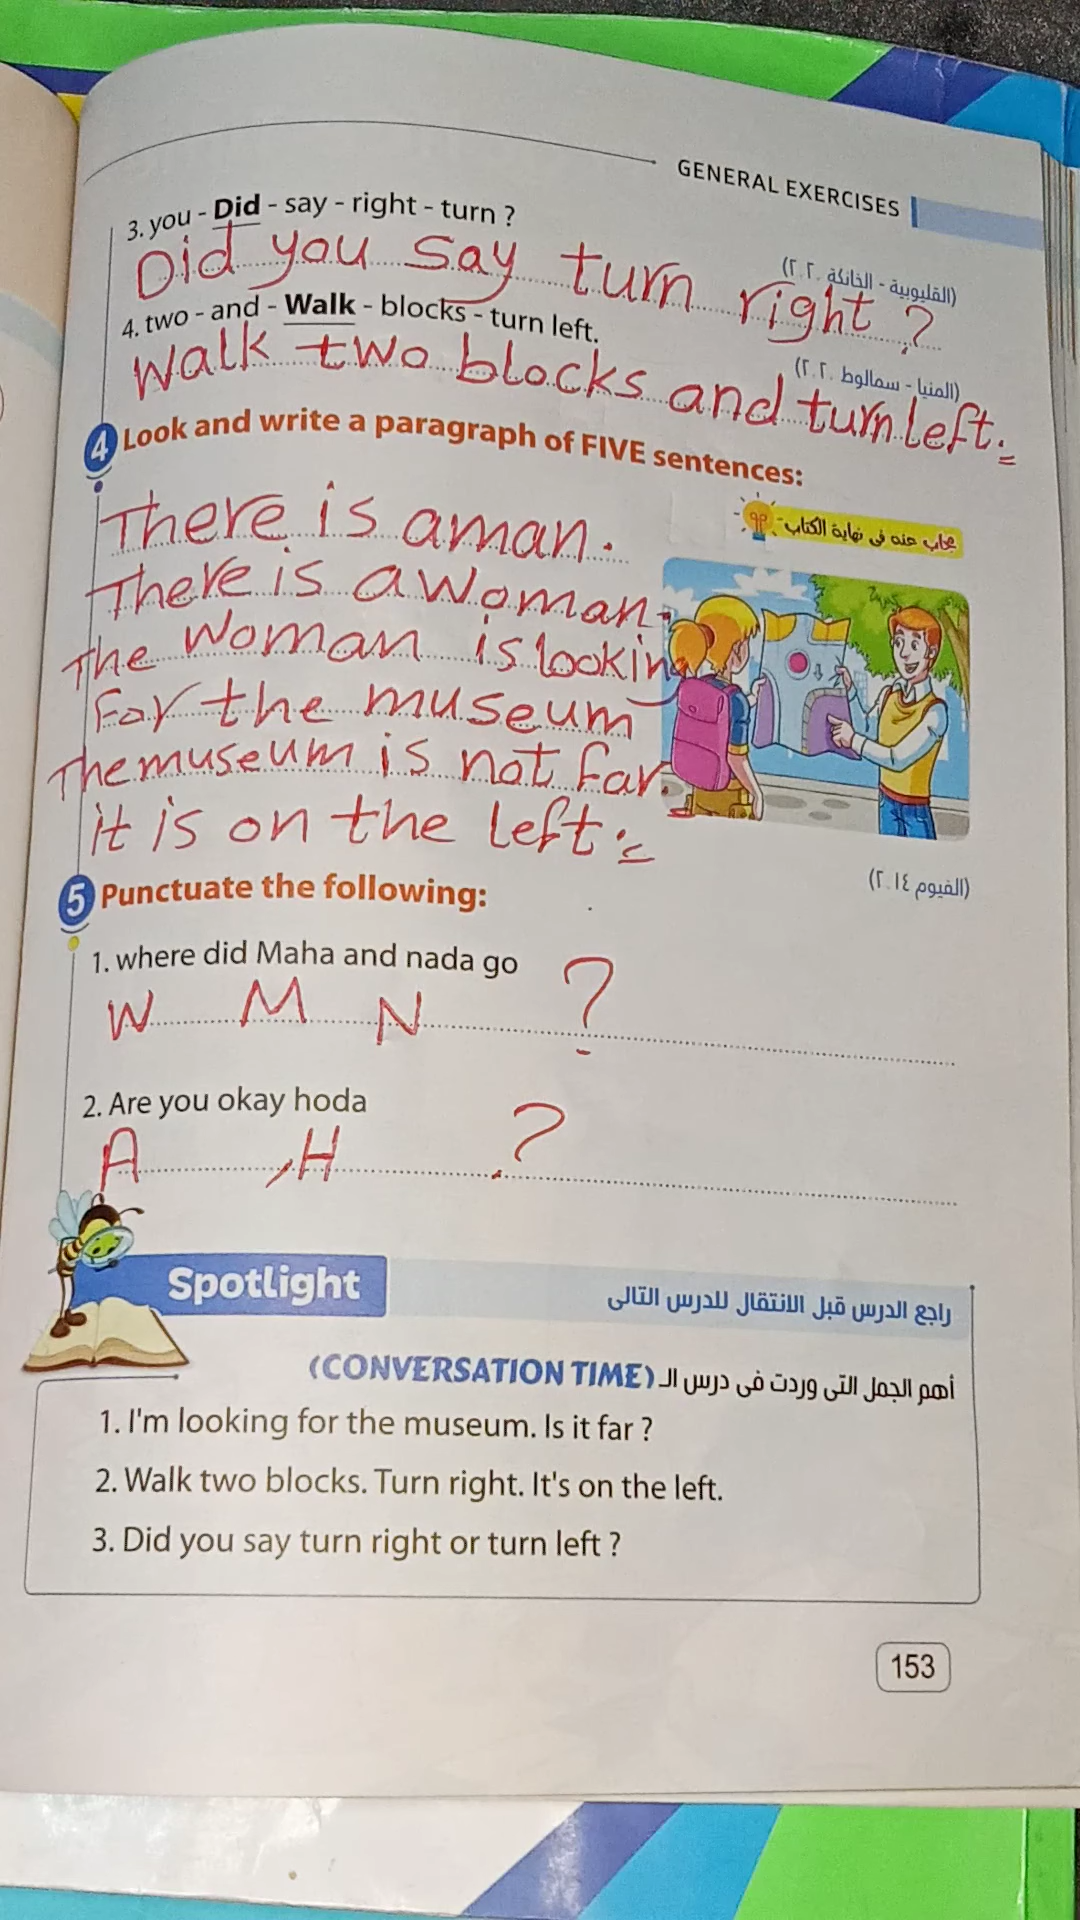 GENERAL EXERCISES
3. you - Did - say - right - turn ?
(القليوبية - الخانكة ٢٠٢٠)
Did you say turn right ?
4. two - and - Walk - blocks - turn left.
(المنيا - سمالوط ٢٠٢٠)
Walk two blocks and turn left.
4 Look and write a paragraph of FIVE sentences:
مجاب عنه فى نهاية الكتاب
There is a man.
There is a woman.
The woman is looking
for the museum
The museum is not far.
it is on the left.
(الفيوم ٢٠١٤)
5 Punctuate the following:
1. where did Maha and nada go
W M N ?
2. Are you okay hoda
A , H ?
Spotlight
راجع الدرس قبل الانتقال للدرس التالى
أهم الجمل التى وردت فى درس الـ (CONVERSATION TIME)
1. I'm looking for the museum. Is it far ?
2. Walk two blocks. Turn right. It's on the left.
3. Did you say turn right or turn left ?
153